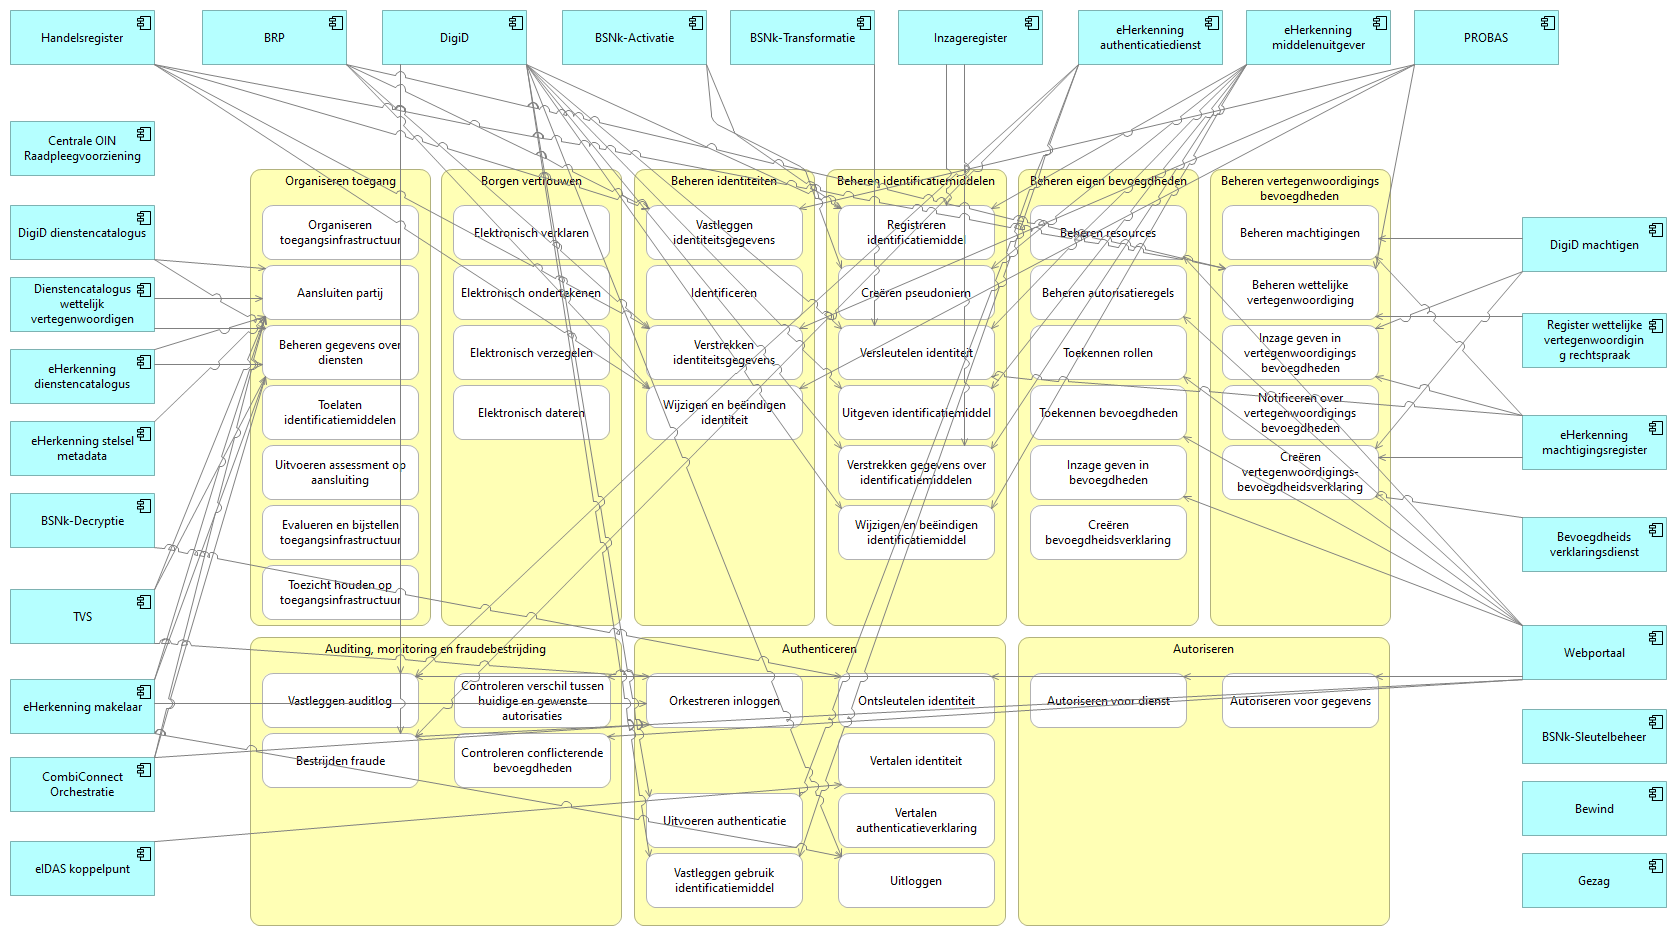 Handelsregister
BRP
DigiD
BSNk-Activatie
BSNk-Transformatie
Inzageregister
eHerkenning
authenticatiedienst
eHerkenning
middelenuitgever
PROBAS
Centrale OIN
Raadpleegvoorziening
DigiD dienstencatalogus
Dienstencatalogus
wettelijk
vertegenwoordigen
eHerkenning
dienstencatalogus
eHerkenning stelsel
metadata
BSNk-Decryptie
TVS
eHerkenning makelaar
CombiConnect
Orchestratie
eIDAS koppelpunt
Organiseren toegang
Organiseren
toegangsinfrastructuur
Aansluiten partij
Beheren gegevens over
diensten
Toelaten
identificatiemiddelen
Uitvoeren assessment op
aansluiting
Evalueren en bijstellen
toegangsinfrastructuur
Toezicht houden op
toegangsinfrastructuur
Borgen vertrouwen
Elektronisch verklaren
Elektronisch ondertekenen
Elektronisch verzegelen
Elektronisch dateren
Beheren identiteiten
Vastleggen
identiteitsgegevens
Identificeren
Verstrekken
identiteitsgegevens
Wijzigen en beëindigen
identiteit
Beheren identificatiemiddelen
Registreren
identificatiemiddel
Creëren pseudoniem
Versleutelen identiteit
Uitgeven identificatiemiddel
Verstrekken gegevens over
identificatiemiddelen
Wijzigen en beëindigen
identificatiemiddel
Beheren eigen bevoegdheden
Beheren resources
Beheren autorisatieregels
Toekennen rollen
Toekennen bevoegdheden
Inzage geven in
bevoegdheden
Creëren
bevoegdheidsverklaring
Beheren vertegenwoordigings
bevoegdheden
Beheren machtigingen
Beheren wettelijke
vertegenwoordiging
Inzage geven in
vertegenwoordigings
bevoegdheden
Notificeren over
vertegenwoordigings
bevoegdheden
Creëren
vertegenwoordigings-
bevoegdheidsverklaring
Auditing, monitoring en fraudebestrijding
Vastleggen auditlog
Controleren verschil tussen
huidige en gewenste
autorisaties
Bestrijden fraude
Controleren conflicterende
bevoegdheden
Authenticeren
Orkestreren inloggen
Ontsleutelen identiteit
Vertalen identiteit
Uitvoeren authenticatie
Vertalen
authenticatieverklaring
Vastleggen gebruik
identificatiemiddel
Uitloggen
Autoriseren
Autoriseren voor dienst
Autoriseren voor gegevens
DigiD machtigen
Register wettelijke
vertegenwoordigin
g rechtspraak
eHerkenning
machtigingsregister
Bevoegdheids
verklaringsdienst
Webportaal
BSNk-Sleutelbeheer
Bewind
Gezag